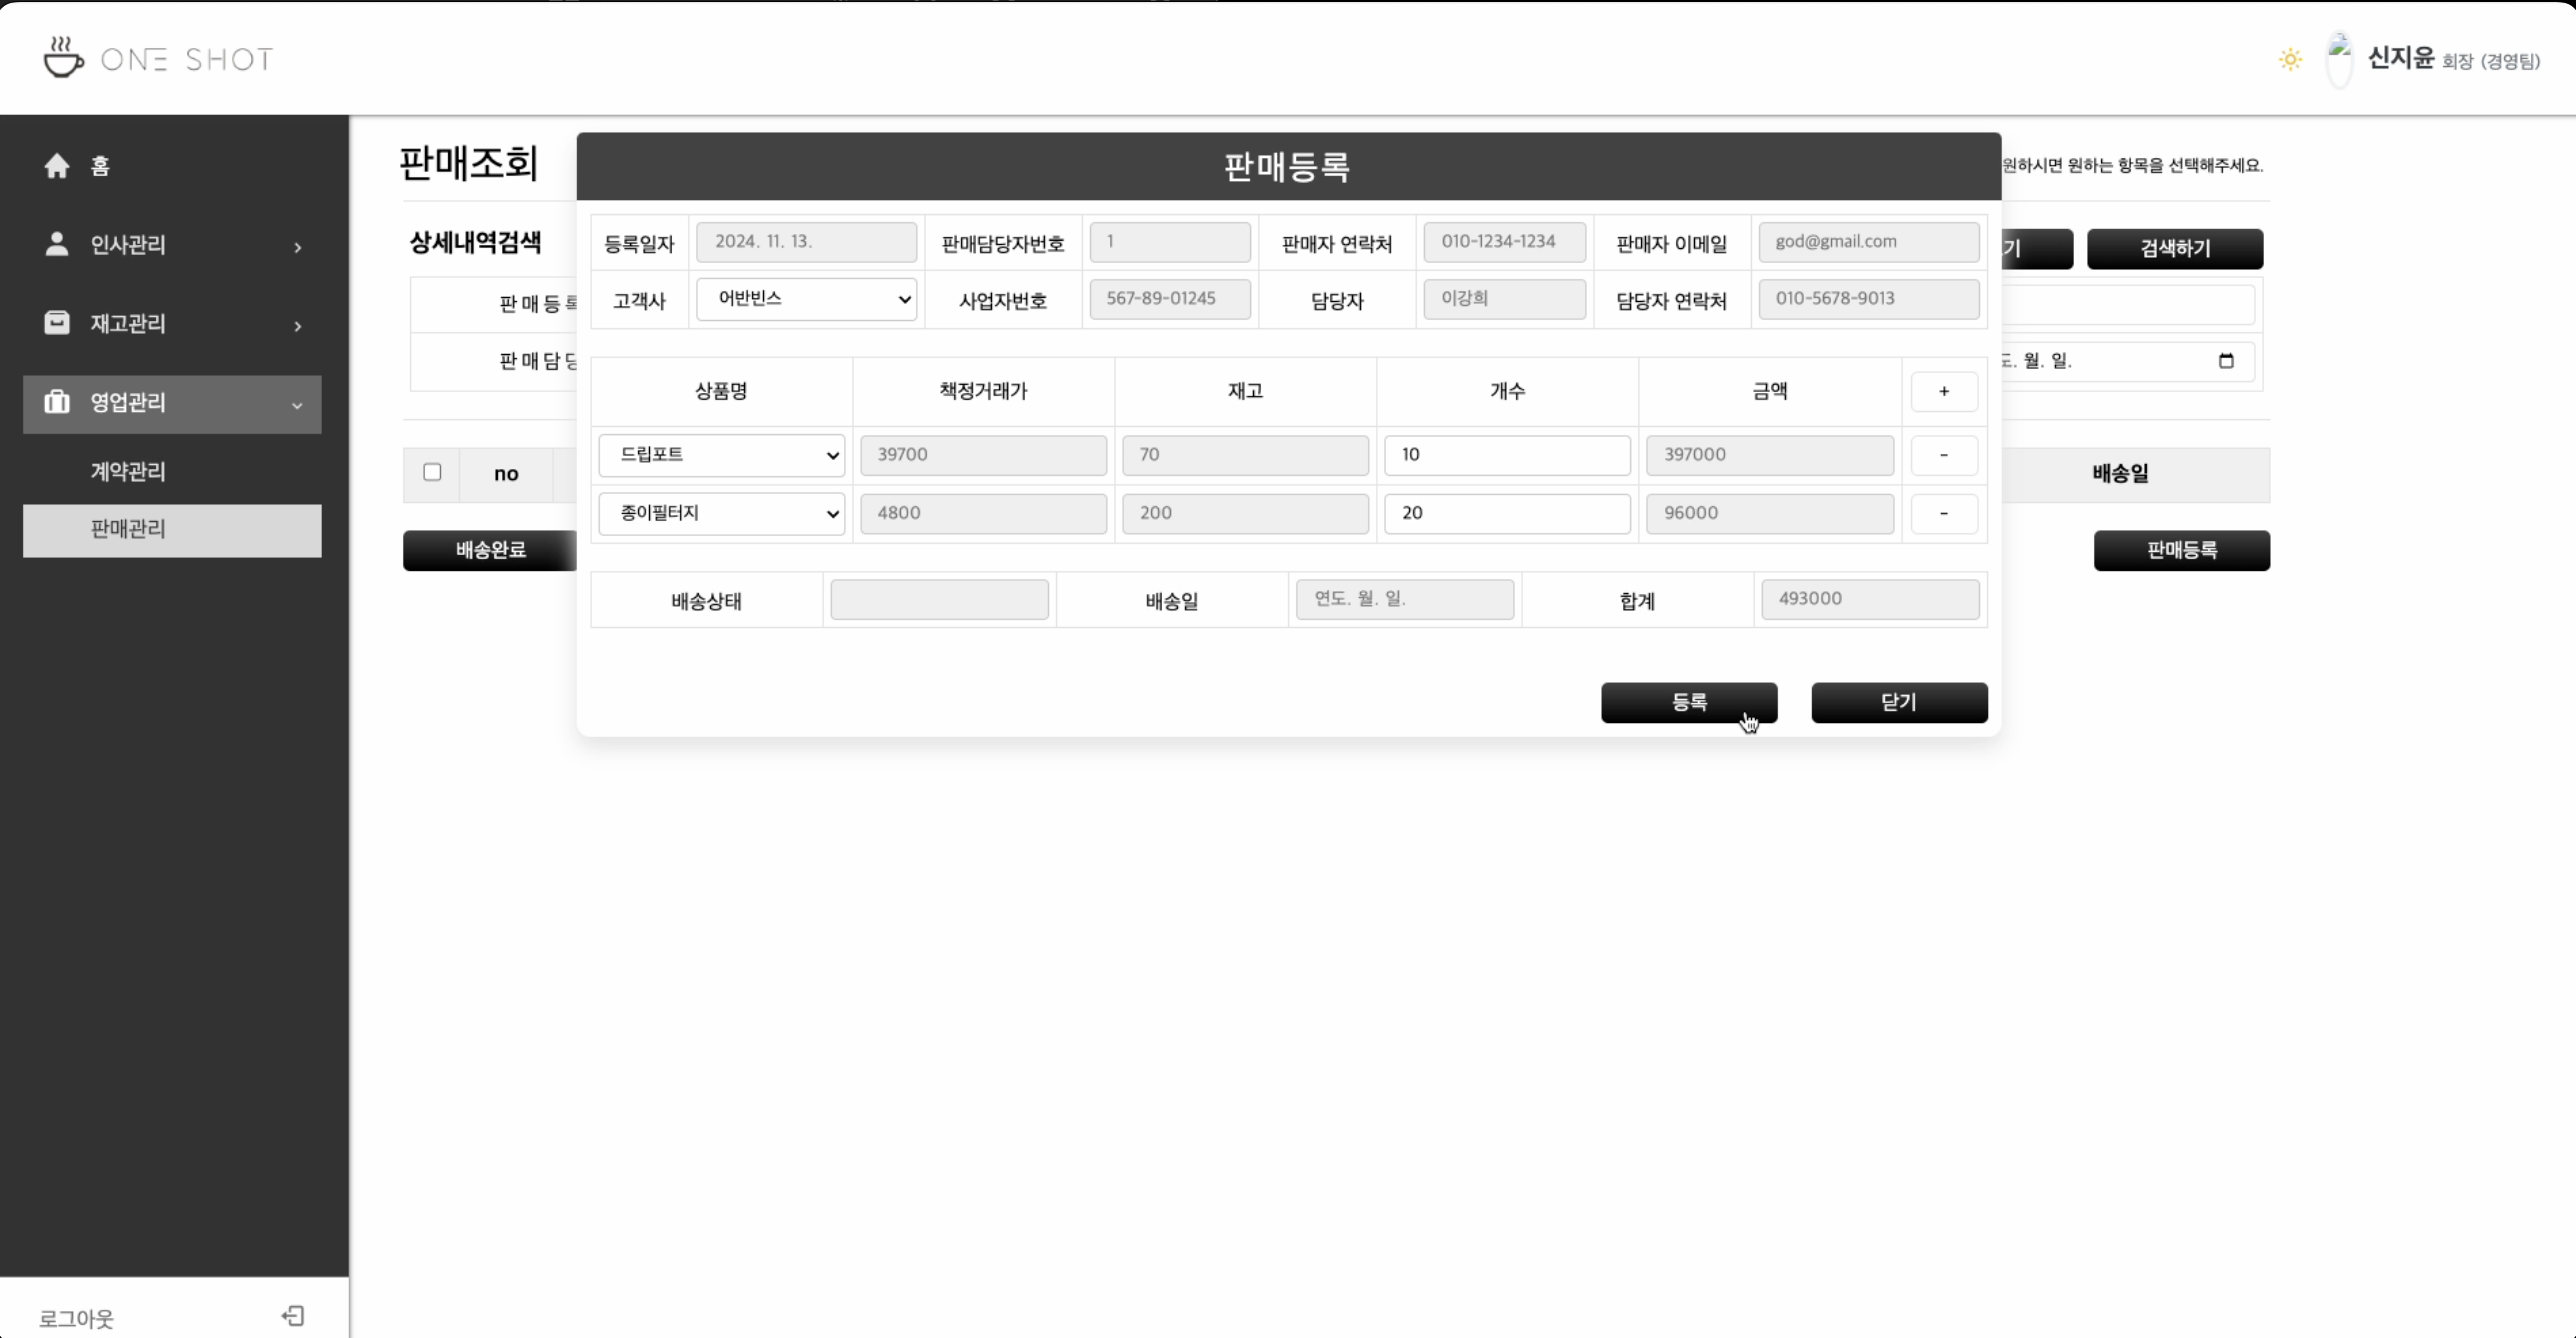 ONE SHOT
신지윤 회장 (경영팀)
홈
인사관리
재고관리
영업관리
계약관리
판매관리
로그아웃
판매조회
원하시면 원하는 항목을 선택해주세요.
상세내역검색
기
검색하기
판매등록
판매담당
월. 일.
no
배송일
배송완료
판매등록
판매등록
등록일자 2024. 11. 13. 판매담당자번호 1 판매자 연락처 010-1234-1234 판매자 이메일 god@gmail.com
고객사 어반빈스 사업자번호 567-89-01245 담당자 이강희 담당자 연락처 010-5678-9013
상품명 책정거래가 재고 개수 금액 +
드립포트 39700 70 10 397000 -
종이필터지 4800 200 20 96000 -
배송상태 배송일 연도. 월. 일. 합계 493000
등록 닫기